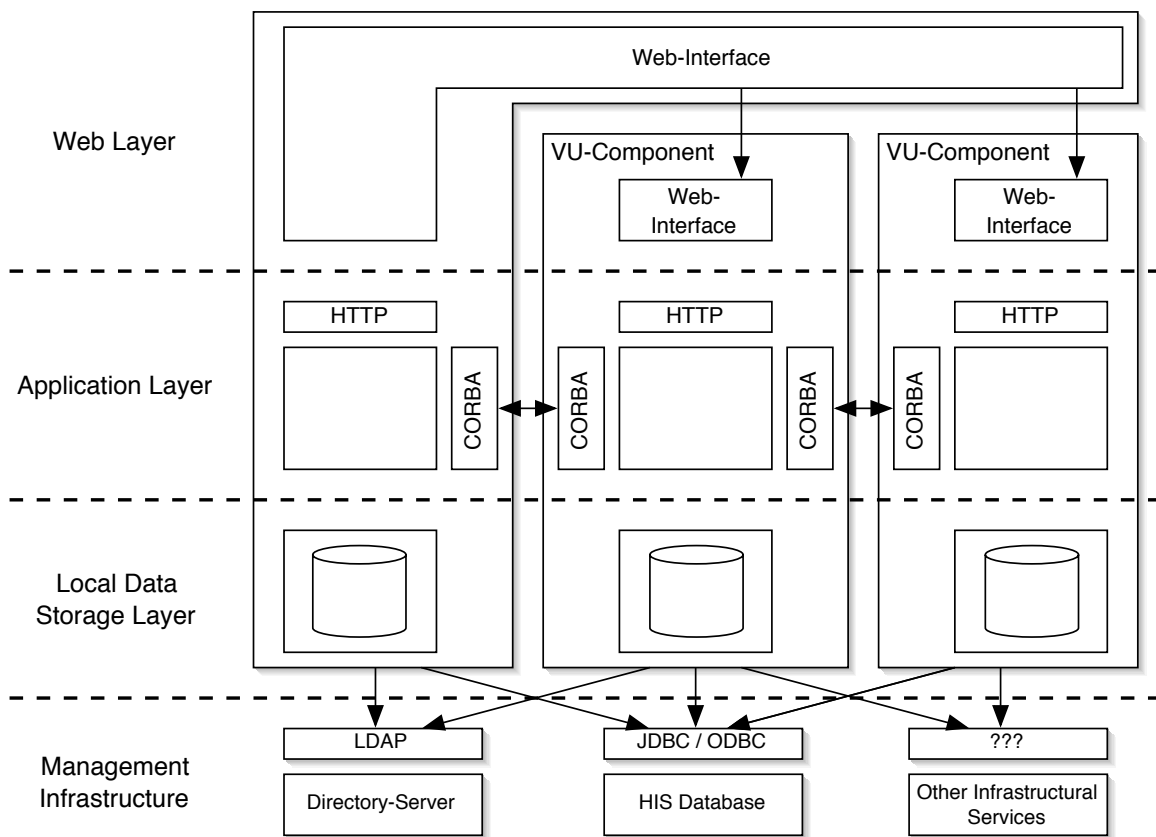 Web-Interface
Web Layer
VU-Component
VU-Component
Web-
Interface
Web-
Interface
HTTP
HTTP
HTTP
Application Layer
CORBA
CORBA
CORBA
CORBA
Local Data
Storage Layer
LDAP
JDBC / ODBC
???
Management
Infrastructure
Directory-Server
HIS Database
Other Infrastructural
Services